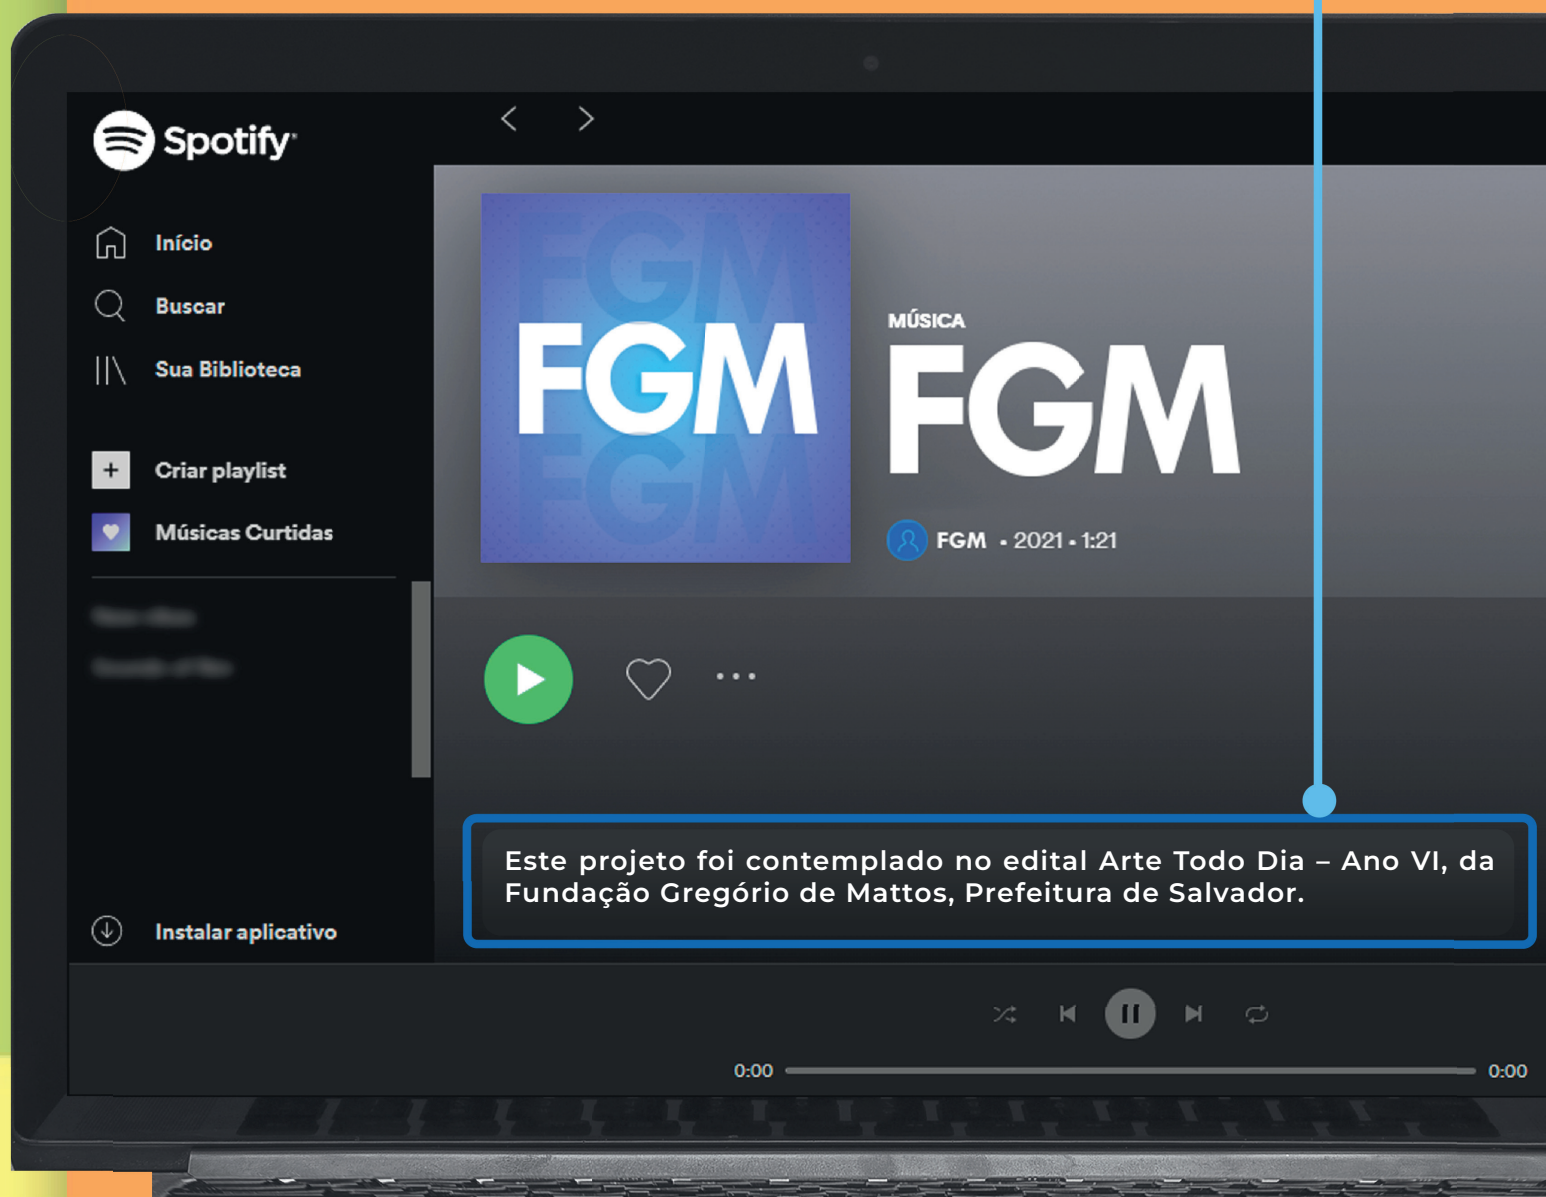 Spotify
Início
Buscar
Sua Biblioteca
Criar playlist
Músicas Curtidas
Instalar aplicativo
FGM
FGM
FGM
MÚSICA
FGM
FGM • 2021 • 1:21
Este projeto foi contemplado no edital Arte Todo Dia – Ano VI, da
Fundação Gregório de Mattos, Prefeitura de Salvador.
0:00
0:00